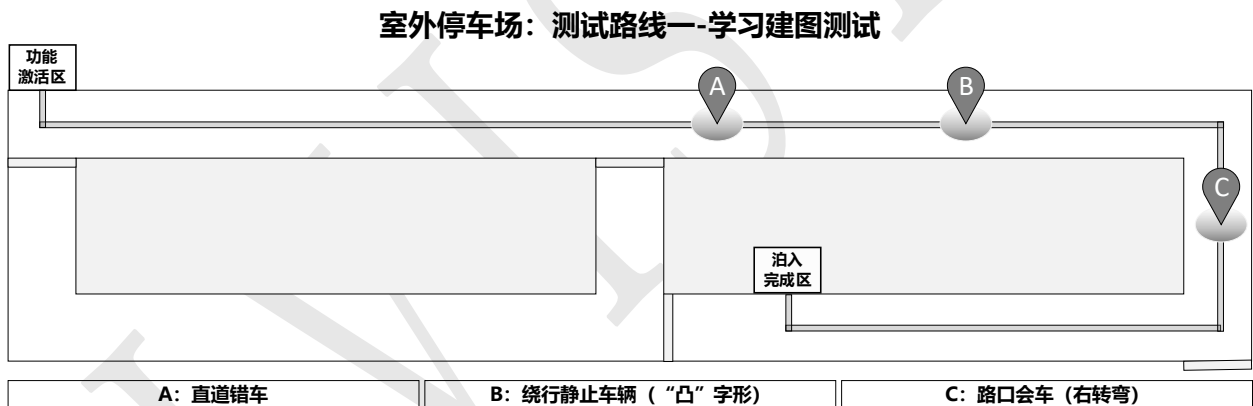 室外停车场：测试路线一-学习建图测试
功能
激活区
A
B
C
泊入
完成区
A：直道错车
B：绕行静止车辆（“凸”字形）
C：路口会车（右转弯）